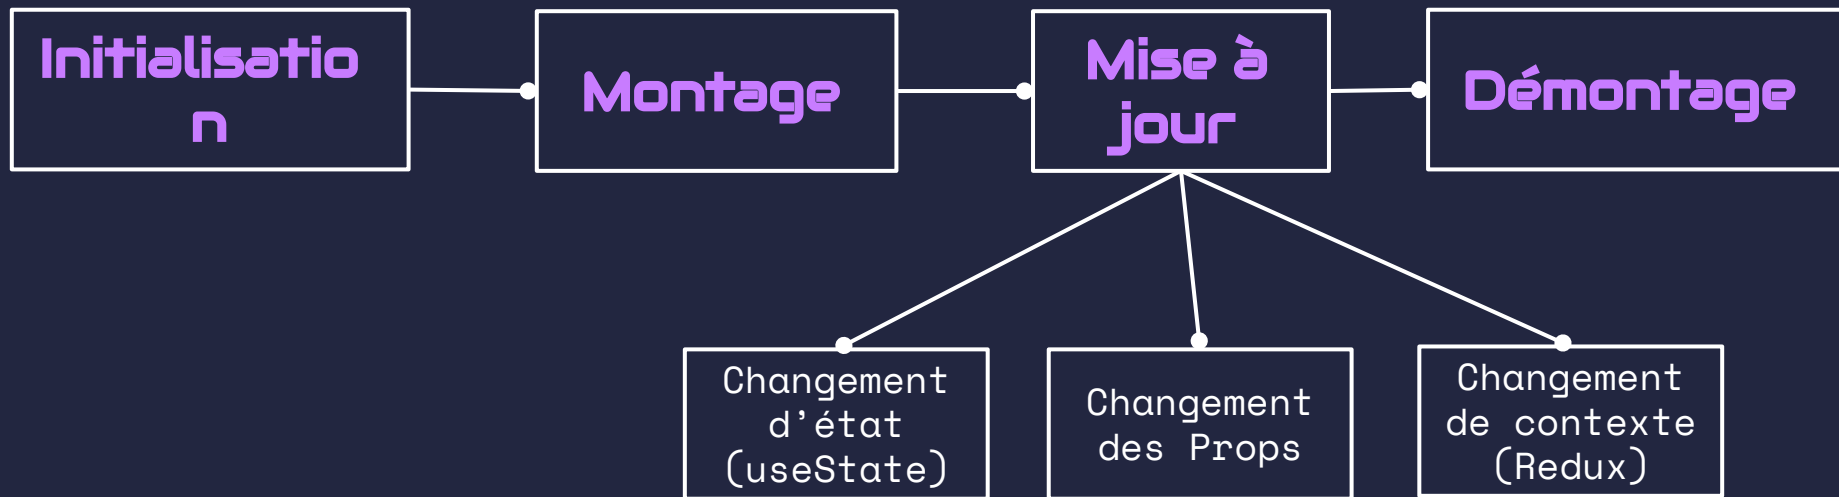 Initialisatio
n
Montage
Mise à
jour
Démontage
Changement
d’état
(useState)
Changement
des Props
Changement
de contexte
(Redux)